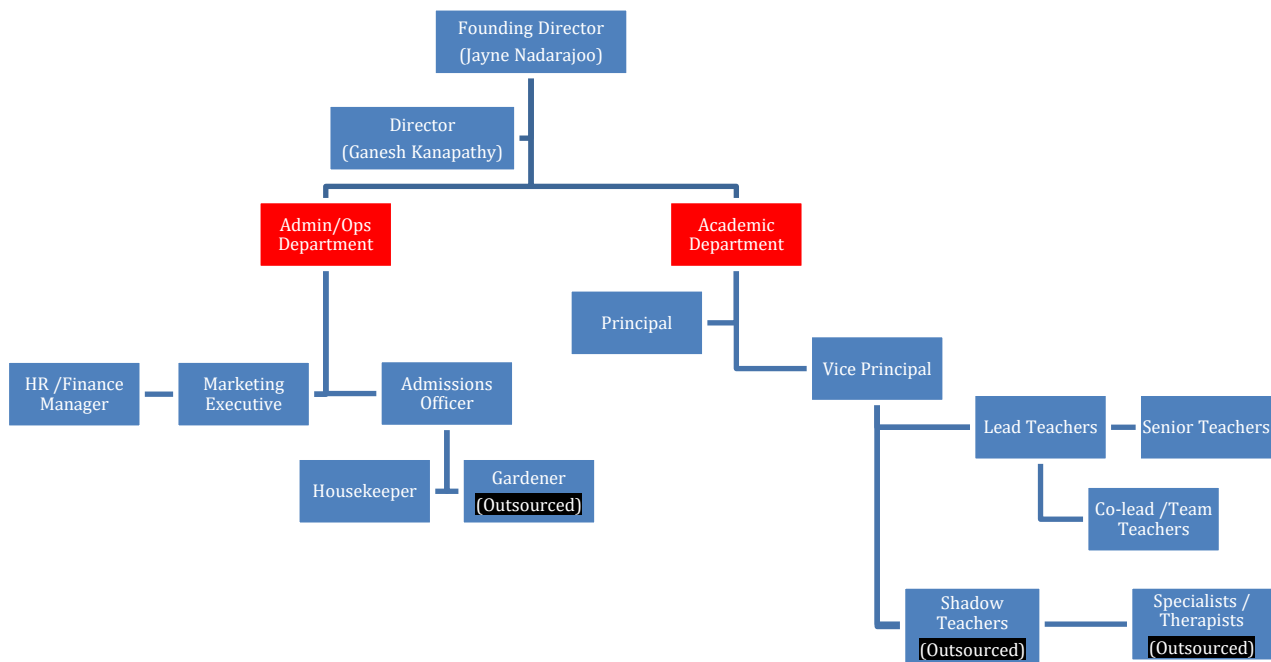 Founding Director
(Jayne Nadarajoo)
Director
(Ganesh Kanapathy)
Admin/Ops
Department
Academic
Department
Principal
Vice Principal
HR /Finance
Manager
Marketing
Executive
Admissions
Officer
Lead Teachers
Senior Teachers
Housekeeper
Gardener
(Outsourced)
Co-lead /Team
Teachers
Shadow
Teachers
(Outsourced)
Specialists /
Therapists
(Outsourced)